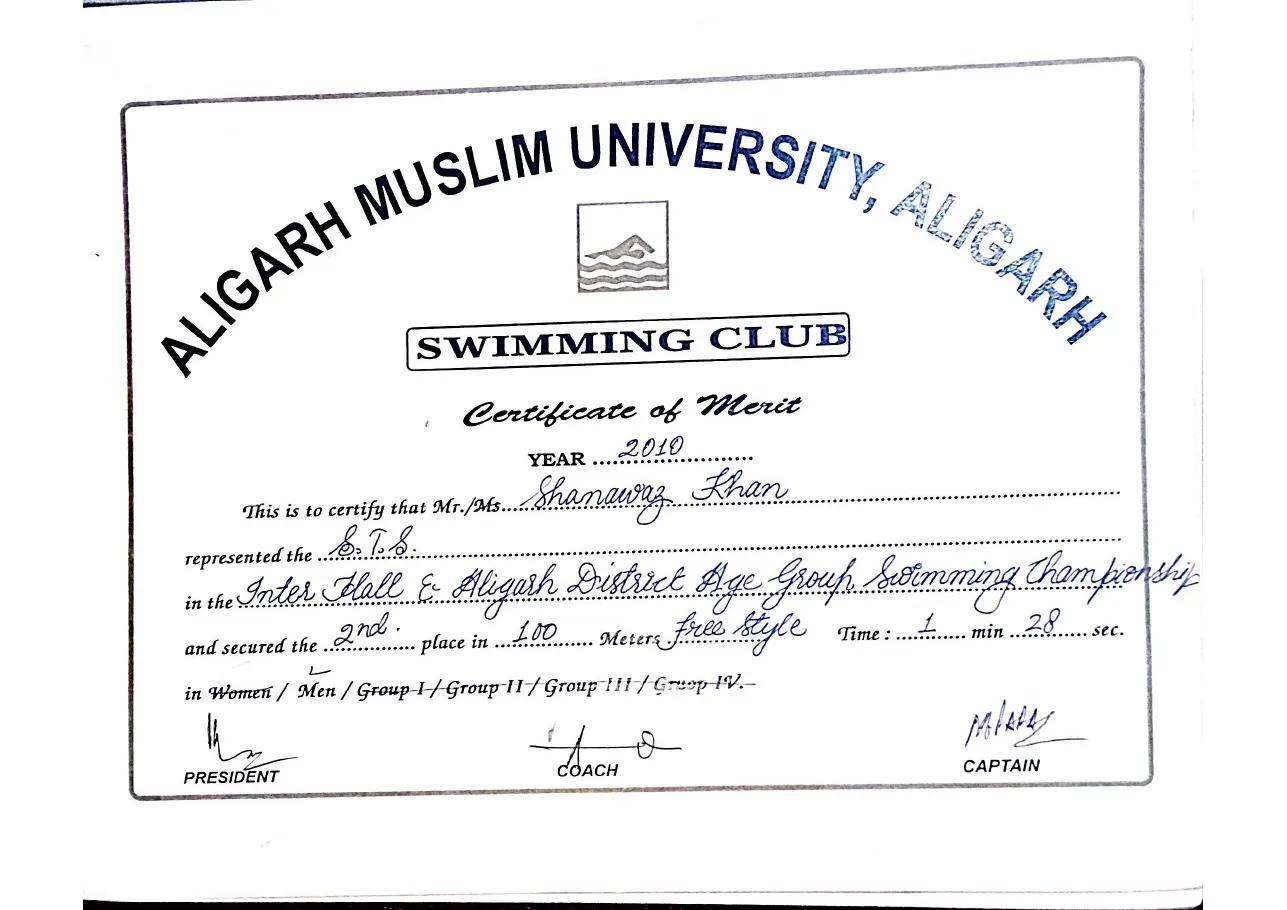 ALIGARH MUSLIM UNIVERSITY, ALIGARH
SWIMMING CLUB
Certificate of Merit
YEAR ....2010............
This is to certify that Mr./Ms.....Shanawaz Khan............
represented the ...S.T.S.............
in the Inter Hall & Aligarh District Age Group Swimming Championship
and secured the ..2nd............ place in ...100....... Meters Free Style Time : ....1...... min ...28...... sec.
in Women / Men / Group I / Group II / Group III / Gruop IV.
PRESIDENT COACH CAPTAIN